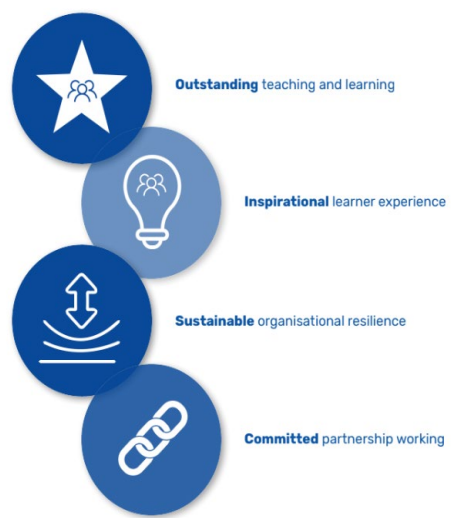 Outstanding teaching and learning
Inspirational learner experience
Sustainable organisational resilience
Committed partnership working